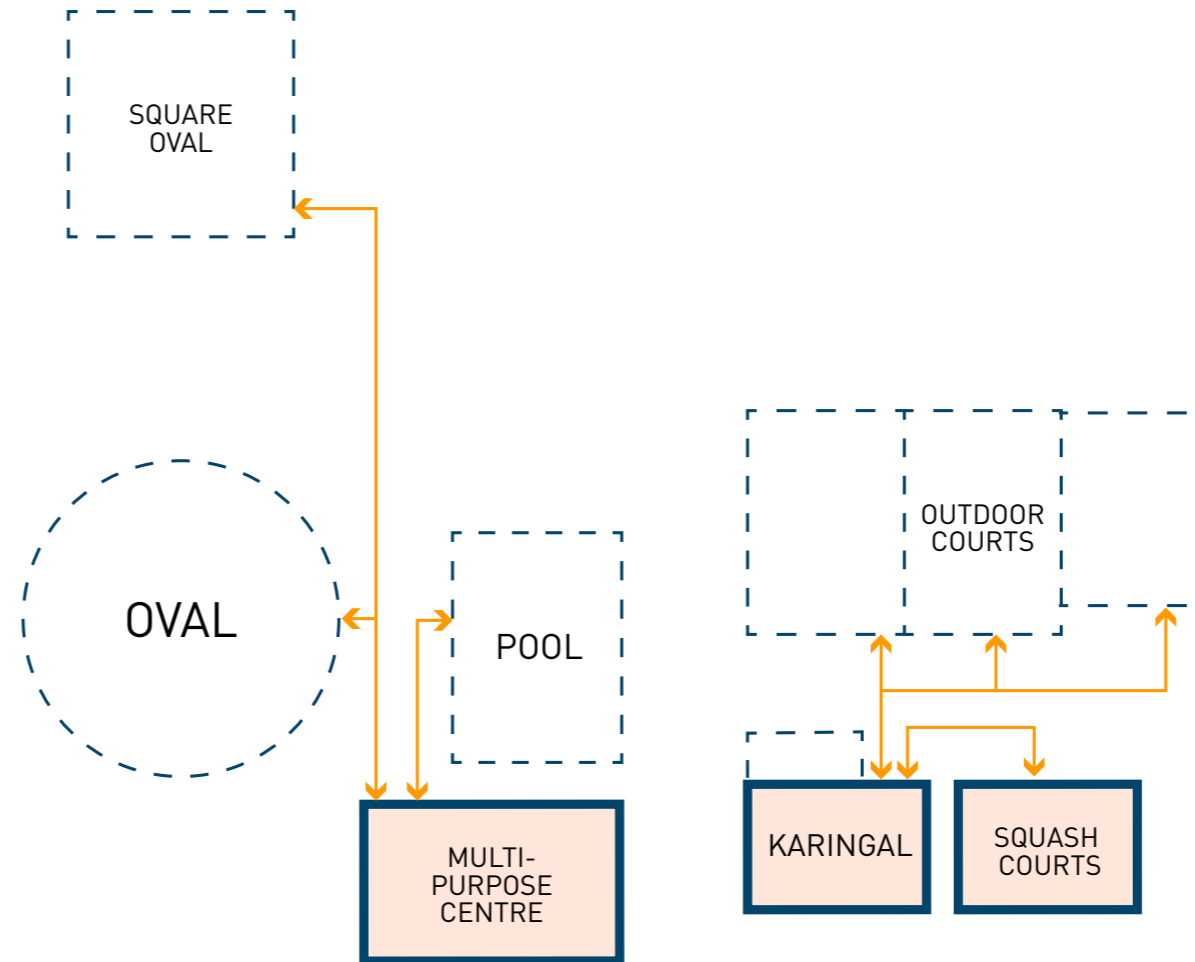 SQUARE
OVAL
OVAL
POOL
OUTDOOR
COURTS
MULTI-
PURPOSE
CENTRE
KARINGAL
SQUASH
COURTS